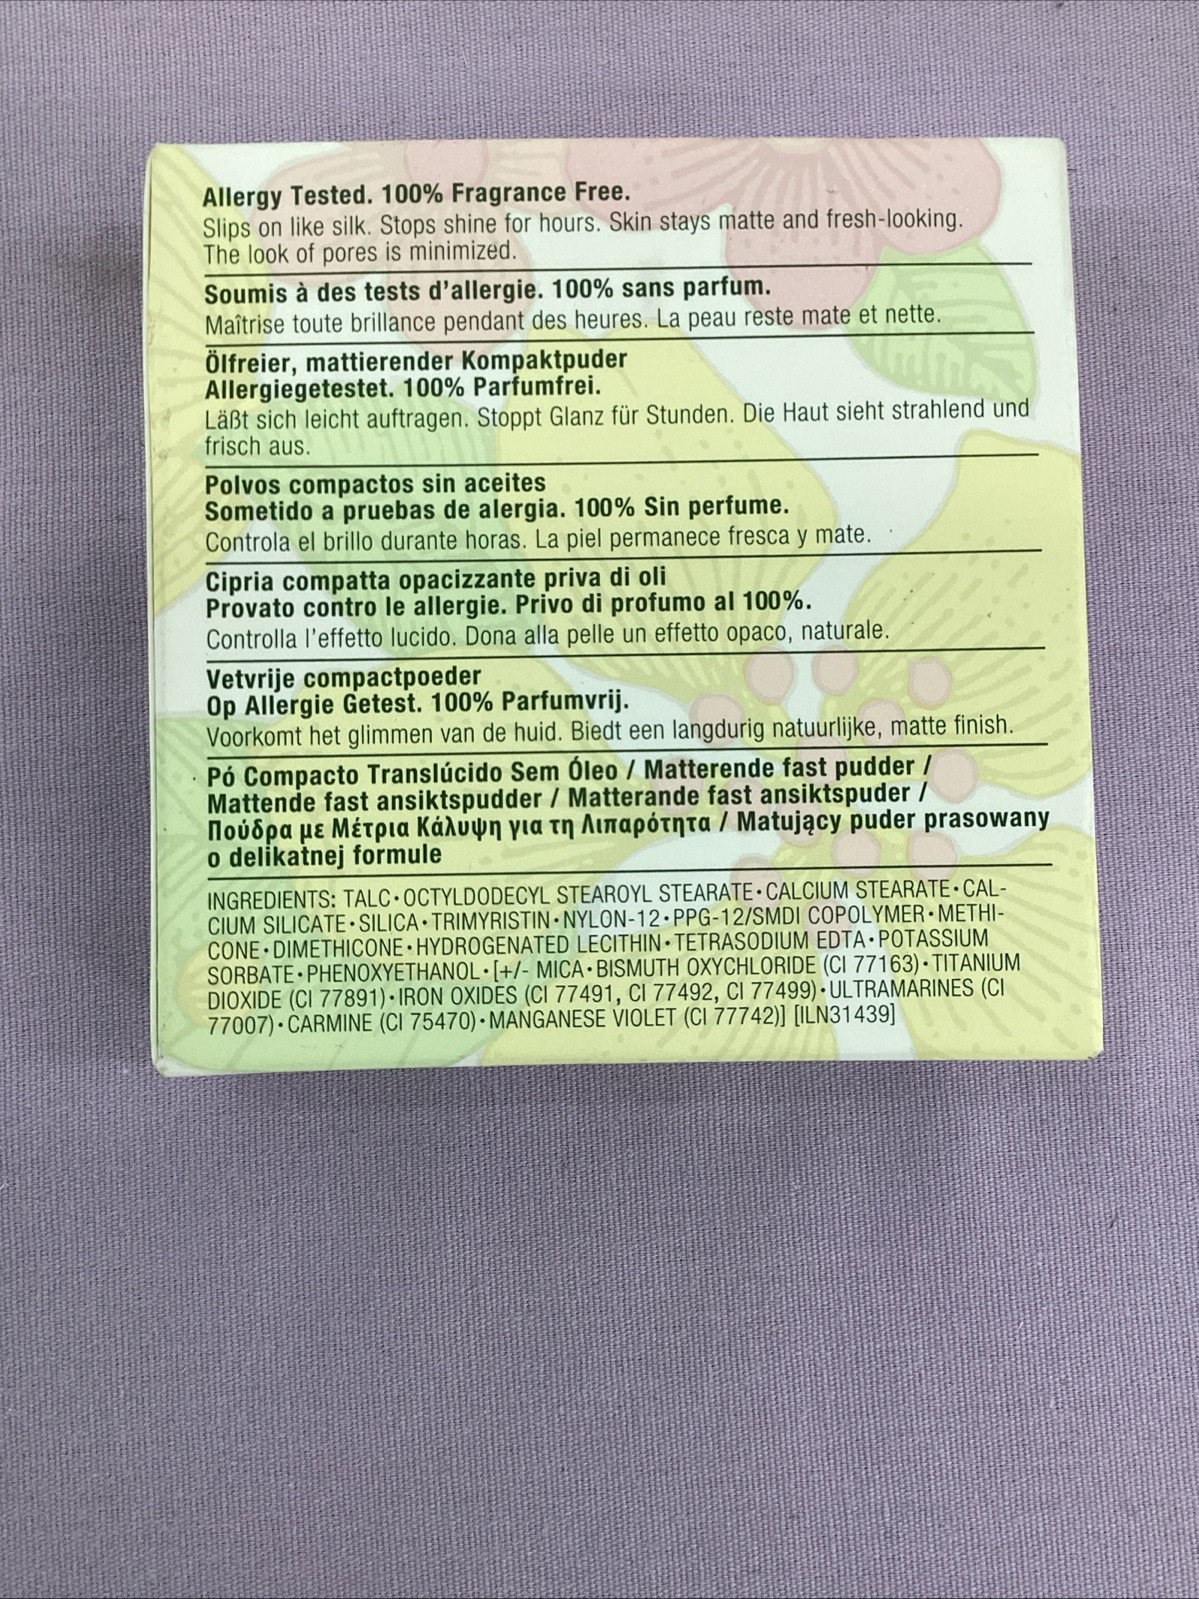 Allergy Tested. 100% Fragrance Free.
Slips on like silk. Stops shine for hours. Skin stays matte and fresh-looking.
The look of pores is minimized.
Soumis à des tests d'allergie. 100% sans parfum.
Maîtrise toute brillance pendant des heures. La peau reste mate et nette.
Ölfreier, mattierender Kompaktpuder
Allergiegetestet. 100% Parfumfrei.
Läßt sich leicht auftragen. Stoppt Glanz für Stunden. Die Haut sieht strahlend und
frisch aus.
Polvos compactos sin aceites
Sometido a pruebas de alergia. 100% Sin perfume.
Controla el brillo durante horas. La piel permanece fresca y mate.
Cipria compatta opacizzante priva di oli
Provato contro le allergie. Privo di profumo al 100%.
Controlla l'effetto lucido. Dona alla pelle un effetto opaco, naturale.
Vetvrije compactpoeder
Op Allergie Getest. 100% Parfumvrij.
Voorkomt het glimmen van de huid. Biedt een langdurig natuurlijke, matte finish.
Pó Compacto Translúcido Sem Óleo / Matterende fast pudder /
Mattende fast ansiktspudder / Matterande fast ansiktspuder /
Πούδρα με Μέτρια Κάλυψη για τη Λιπαρότητα / Matujący puder prasowany
o delikatnej formule
INGREDIENTS: TALC • OCTYLDODECYL STEAROYL STEARATE • CALCIUM STEARATE • CAL-
CIUM SILICATE • SILICA • TRIMYRISTIN • NYLON-12 • PPG-12/SMDI COPOLYMER • METHI-
CONE • DIMETHICONE • HYDROGENATED LECITHIN • TETRASODIUM EDTA • POTASSIUM
SORBATE • PHENOXYETHANOL • [+/- MICA • BISMUTH OXYCHLORIDE (CI 77163) • TITANIUM
DIOXIDE (CI 77891) • IRON OXIDES (CI 77491, CI 77492, CI 77499) • ULTRAMARINES (CI
77007) • CARMINE (CI 75470) • MANGANESE VIOLET (CI 77742)] [ILN31439]